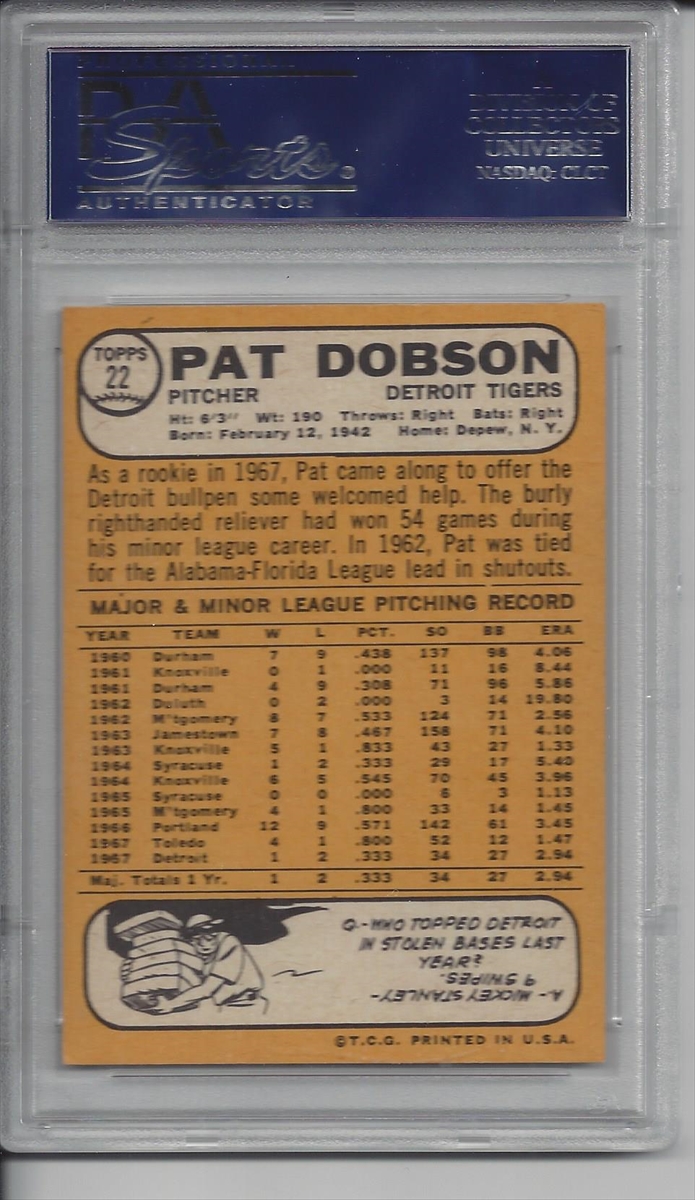 PROFESSIONAL
PSA
Sports®
AUTHENTICATOR
A
DIVISION OF
COLLECTORS
UNIVERSE
NASDAQ: CLCT
TOPPS
22
PAT DOBSON
PITCHER DETROIT TIGERS
Ht: 6'3" Wt: 190 Throws: Right Bats: Right
Born: February 12, 1942 Home: Depew, N. Y.
As a rookie in 1967, Pat came along to offer the
Detroit bullpen some welcomed help. The burly
righthanded reliever had won 54 games during
his minor league career. In 1962, Pat was tied
for the Alabama-Florida League lead in shutouts.
MAJOR & MINOR LEAGUE PITCHING RECORD
YEAR TEAM W L PCT. SO BB ERA
1960 Durham 7 9 .438 137 98 4.06
1961 Knoxville 0 1 .000 11 16 8.44
1961 Durham 4 9 .308 71 96 5.86
1962 Duluth 0 2 .000 3 14 19.80
1962 M'tgomery 8 7 .533 124 71 2.56
1963 Jamestown 7 8 .467 158 71 4.10
1963 Knoxville 5 1 .833 43 27 1.33
1964 Syracuse 1 2 .333 29 17 5.40
1964 Knoxville 6 5 .545 70 45 3.96
1965 Syracuse 0 0 .000 6 3 1.13
1965 M'tgomery 4 1 .800 33 14 1.45
1966 Portland 12 9 .571 142 61 3.45
1967 Toledo 4 1 .800 52 12 1.47
1967 Detroit 1 2 .333 34 27 2.94
Maj. Totals 1 Yr. 1 2 .333 34 27 2.94
Q.-WHO TOPPED DETROIT
IN STOLEN BASES LAST
YEAR?
A.- MICKEY STANLEY-
9 SWIPES.
©T.C.G. PRINTED IN U.S.A.